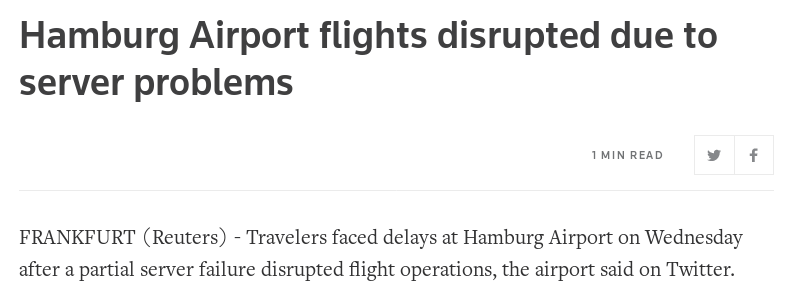 Hamburg Airport flights disrupted due to
server problems
1 MIN READ
FRANKFURT (Reuters) - Travelers faced delays at Hamburg Airport on Wednesday
after a partial server failure disrupted flight operations, the airport said on Twitter.